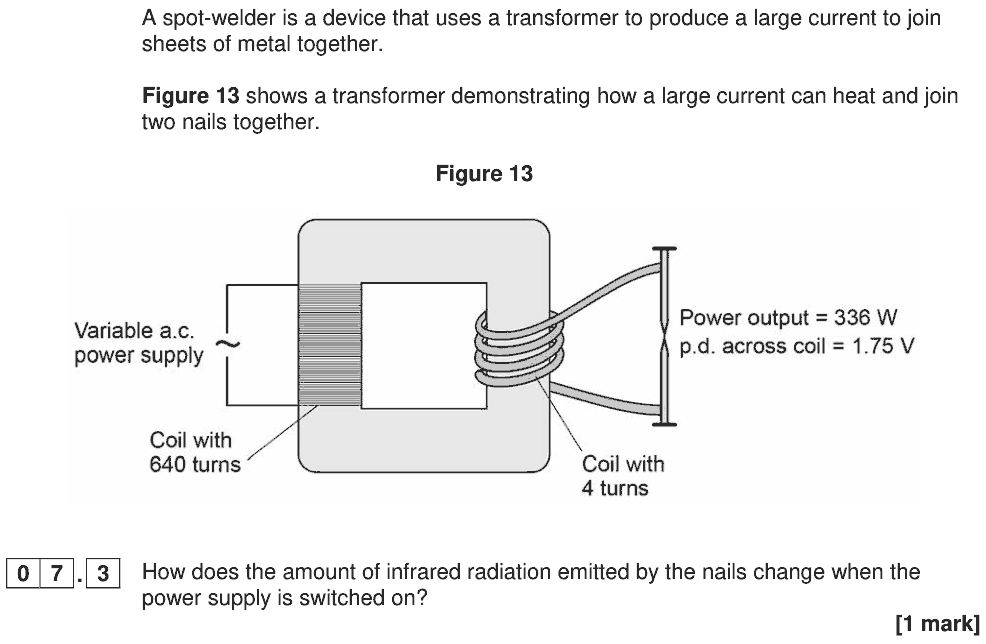 A spot-welder is a device that uses a transformer to produce a large current to join
sheets of metal together.
Figure 13 shows a transformer demonstrating how a large current can heat and join
two nails together.
Figure 13
Variable a.c.
power supply
~
Power output = 336 W
p.d. across coil = 1.75 V
Coil with
640 turns
Coil with
4 turns
0 7 . 3 How does the amount of infrared radiation emitted by the nails change when the
power supply is switched on?
[1 mark]